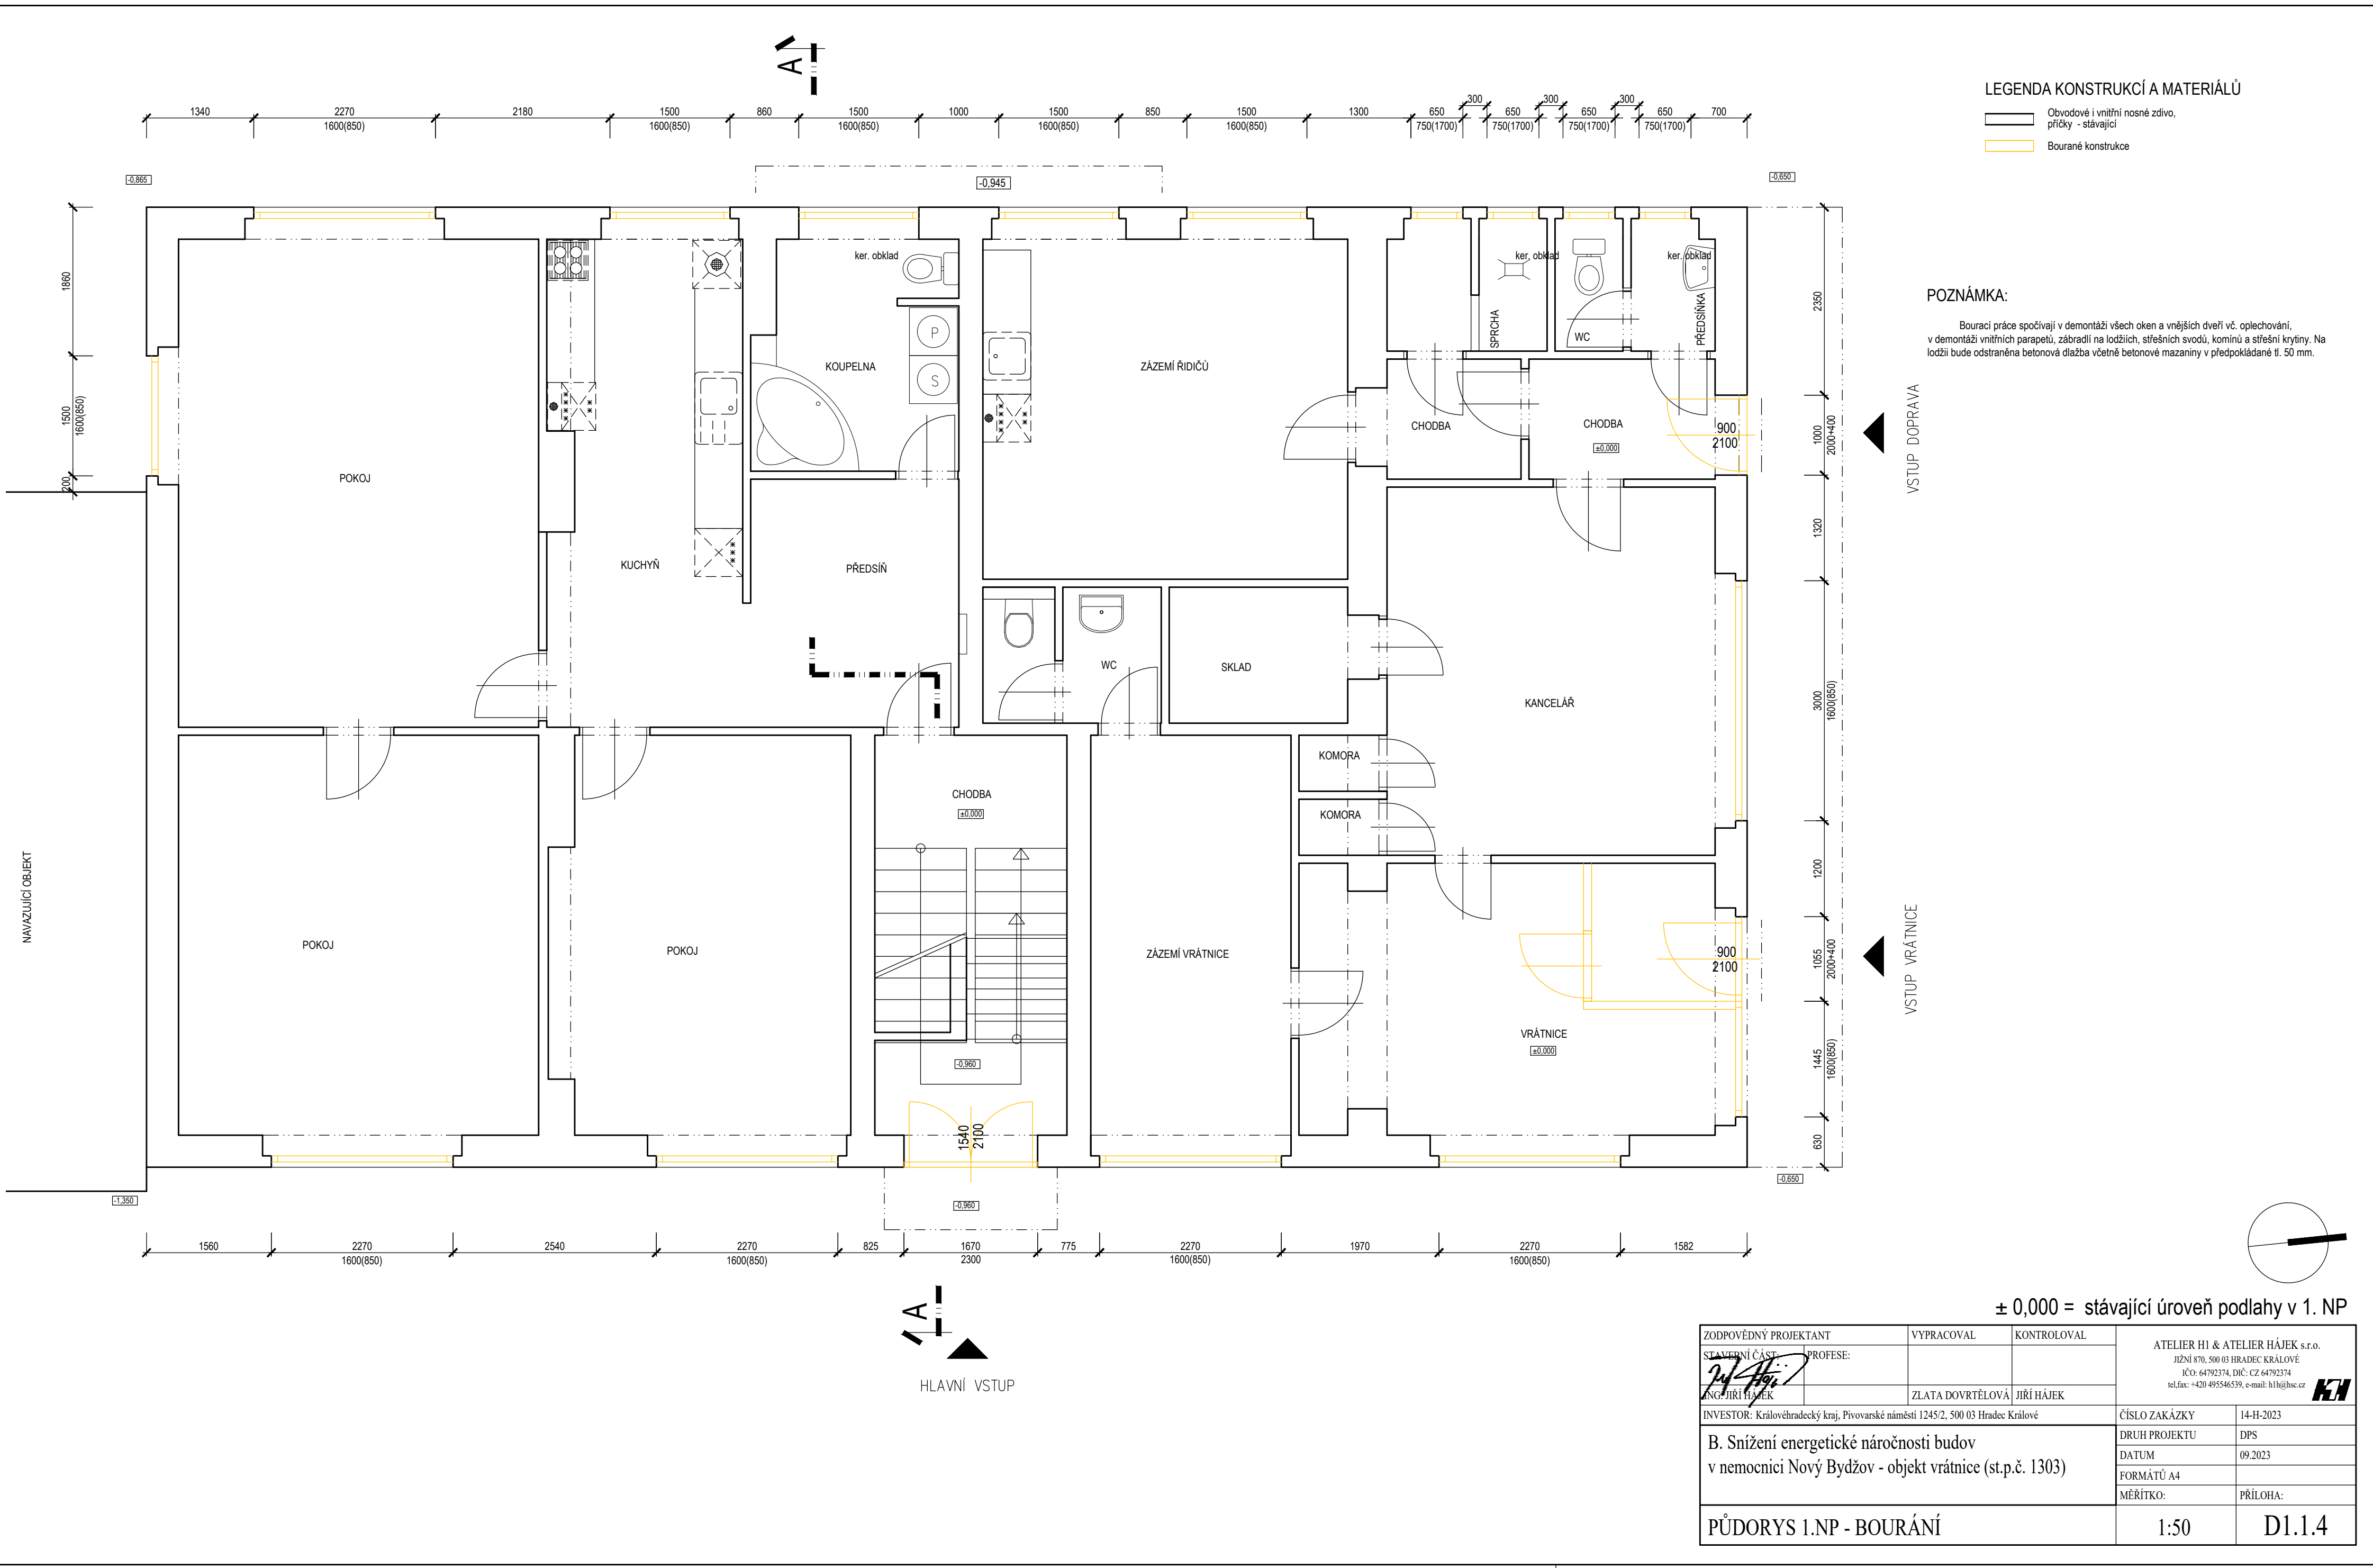 A
1340
2270
1600(850)
2180
1500
1600(850)
860
1500
1600(850)
1000
1500
1600(850)
850
1500
1600(850)
1300
650
750(1700)
300
650
750(1700)
300
650
750(1700)
300
650
750(1700)
700
LEGENDA KONSTRUKCÍ A MATERIÁLŮ
Obvodové i vnitřní nosné zdivo,
příčky - stávající
Bourané konstrukce
-0,865
-0,945
-0,650
1860
1500
1600(850)
200
ker. obklad
ker. obklad
ker. obklad
P
S
KOUPELNA
ZÁZEMÍ ŘIDIČŮ
SPRCHA
WC
PŘEDSÍŇKA
CHODBA
CHODBA
±0,000
900
2100
POKOJ
KUCHYŇ
PŘEDSÍŇ
WC
SKLAD
KANCELÁŘ
KOMORA
KOMORA
CHODBA
±0,000
POKOJ
POKOJ
ZÁZEMÍ VRÁTNICE
900
2100
VRÁTNICE
±0,000
-0,960
1540
2100
-0,960
2350
1000
2000+400
1320
3000
1600(850)
1200
1055
2000+400
1445
1600(850)
630
VSTUP DOPRAVA
VSTUP VRÁTNICE
NAVAZUJÍCÍ OBJEKT
POZNÁMKA:
Bourací práce spočívají v demontáži všech oken a vnějších dveří vč. oplechování,
v demontáži vnitřních parapetů, zábradlí na lodžiích, střešních svodů, komínů a střešní krytiny. Na
lodžii bude odstraněna betonová dlažba včetně betonové mazaniny v předpokládané tl. 50 mm.
-1,350
-0,650
1560
2270
1600(850)
2540
2270
1600(850)
825
1670
2300
775
2270
1600(850)
1970
2270
1600(850)
1582
A
HLAVNÍ VSTUP
± 0,000 = stávající úroveň podlahy v 1. NP
ZODPOVĚDNÝ PROJEKTANT
VYPRACOVAL
KONTROLOVAL
STAVEBNÍ ČÁST:
PROFESE:
ING. JIŘÍ HÁJEK
ZLATA DOVRTĚLOVÁ
JIŘÍ HÁJEK
ATELIER H1 & ATELIER HÁJEK s.r.o.
JIŽNÍ 870, 500 03 HRADEC KRÁLOVÉ
IČO: 64792374, DIČ: CZ 64792374
tel,fax: +420 495546539, e-mail: h1h@hsc.cz
INVESTOR: Královéhradecký kraj, Pivovarské náměstí 1245/2, 500 03 Hradec Králové
ČÍSLO ZAKÁZKY
14-H-2023
B. Snížení energetické náročnosti budov
v nemocnici Nový Bydžov - objekt vrátnice (st.p.č. 1303)
DRUH PROJEKTU
DPS
DATUM
09.2023
FORMÁTŮ A4
MĚŘÍTKO:
PŘÍLOHA:
PŮDORYS 1.NP - BOURÁNÍ
1:50
D1.1.4